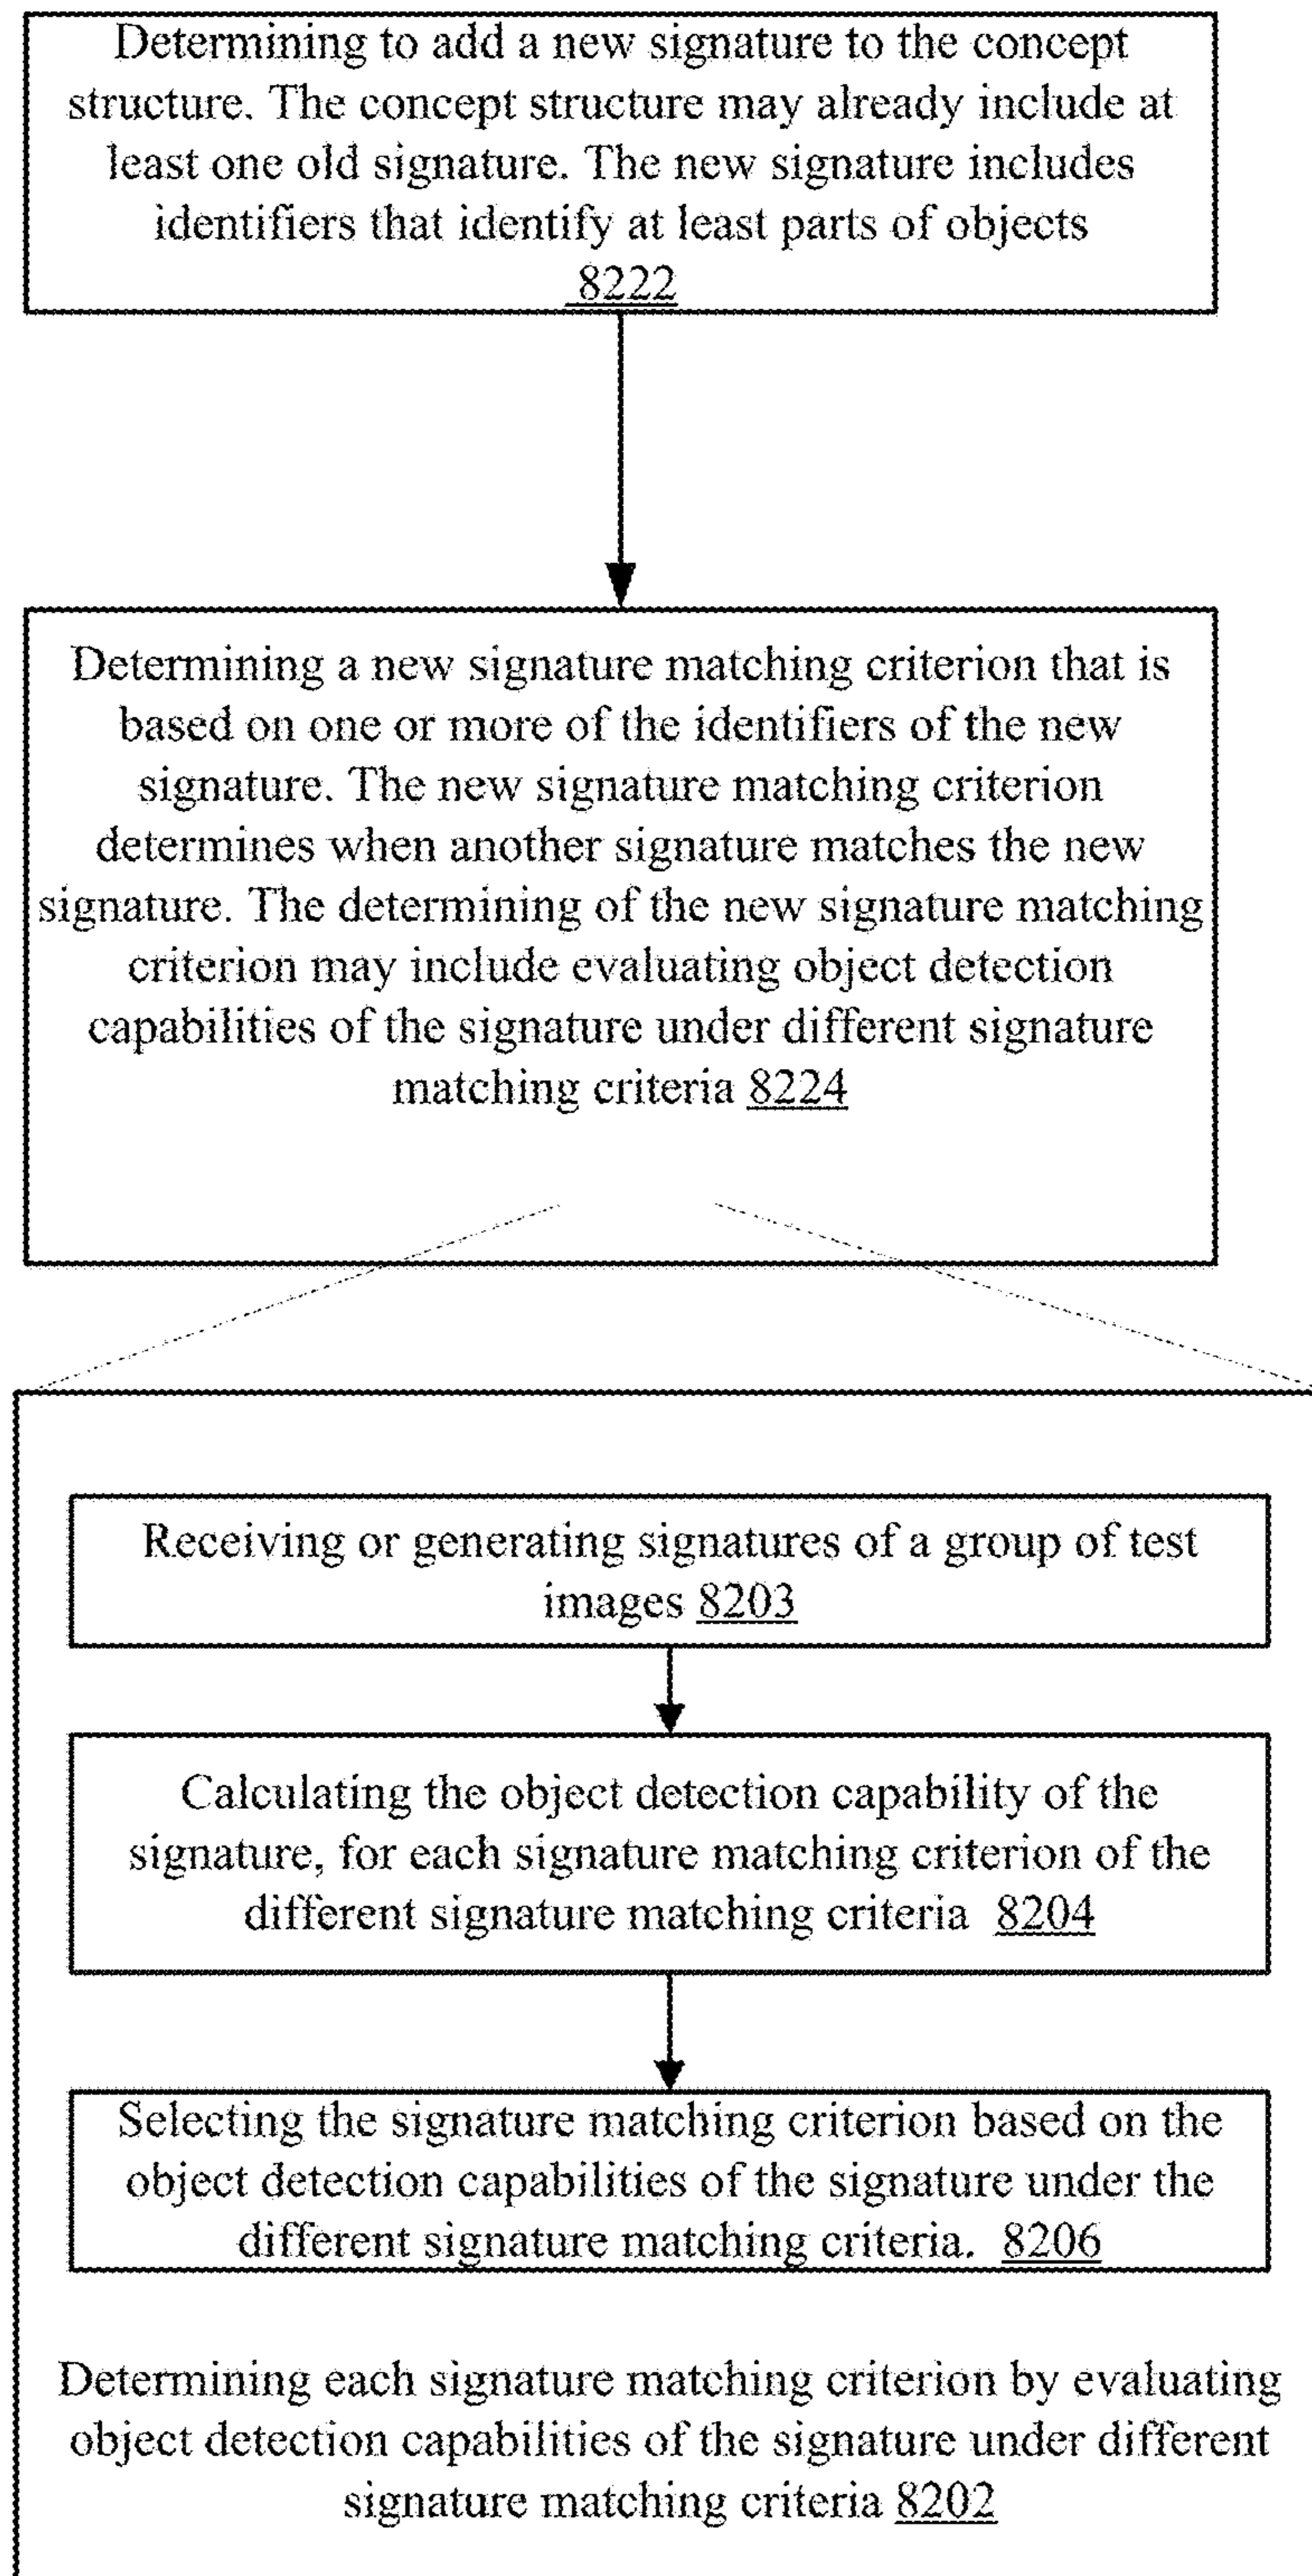 Determining to add a new signature to the concept
structure. The concept structure may already include at
least one old signature. The new signature includes
identifiers that identify at least parts of objects
8222
Determining a new signature matching criterion that is
based on one or more of the identifiers of the new
signature. The new signature matching criterion
determines when another signature matches the new
signature. The determining of the new signature matching
criterion may include evaluating object detection
capabilities of the signature under different signature
matching criteria 8224
Receiving or generating signatures of a group of test
images 8203
Calculating the object detection capability of the
signature, for each signature matching criterion of the
different signature matching criteria 8204
Selecting the signature matching criterion based on the
object detection capabilities of the signature under the
different signature matching criteria. 8206
Determining each signature matching criterion by evaluating
object detection capabilities of the signature under different
signature matching criteria 8202